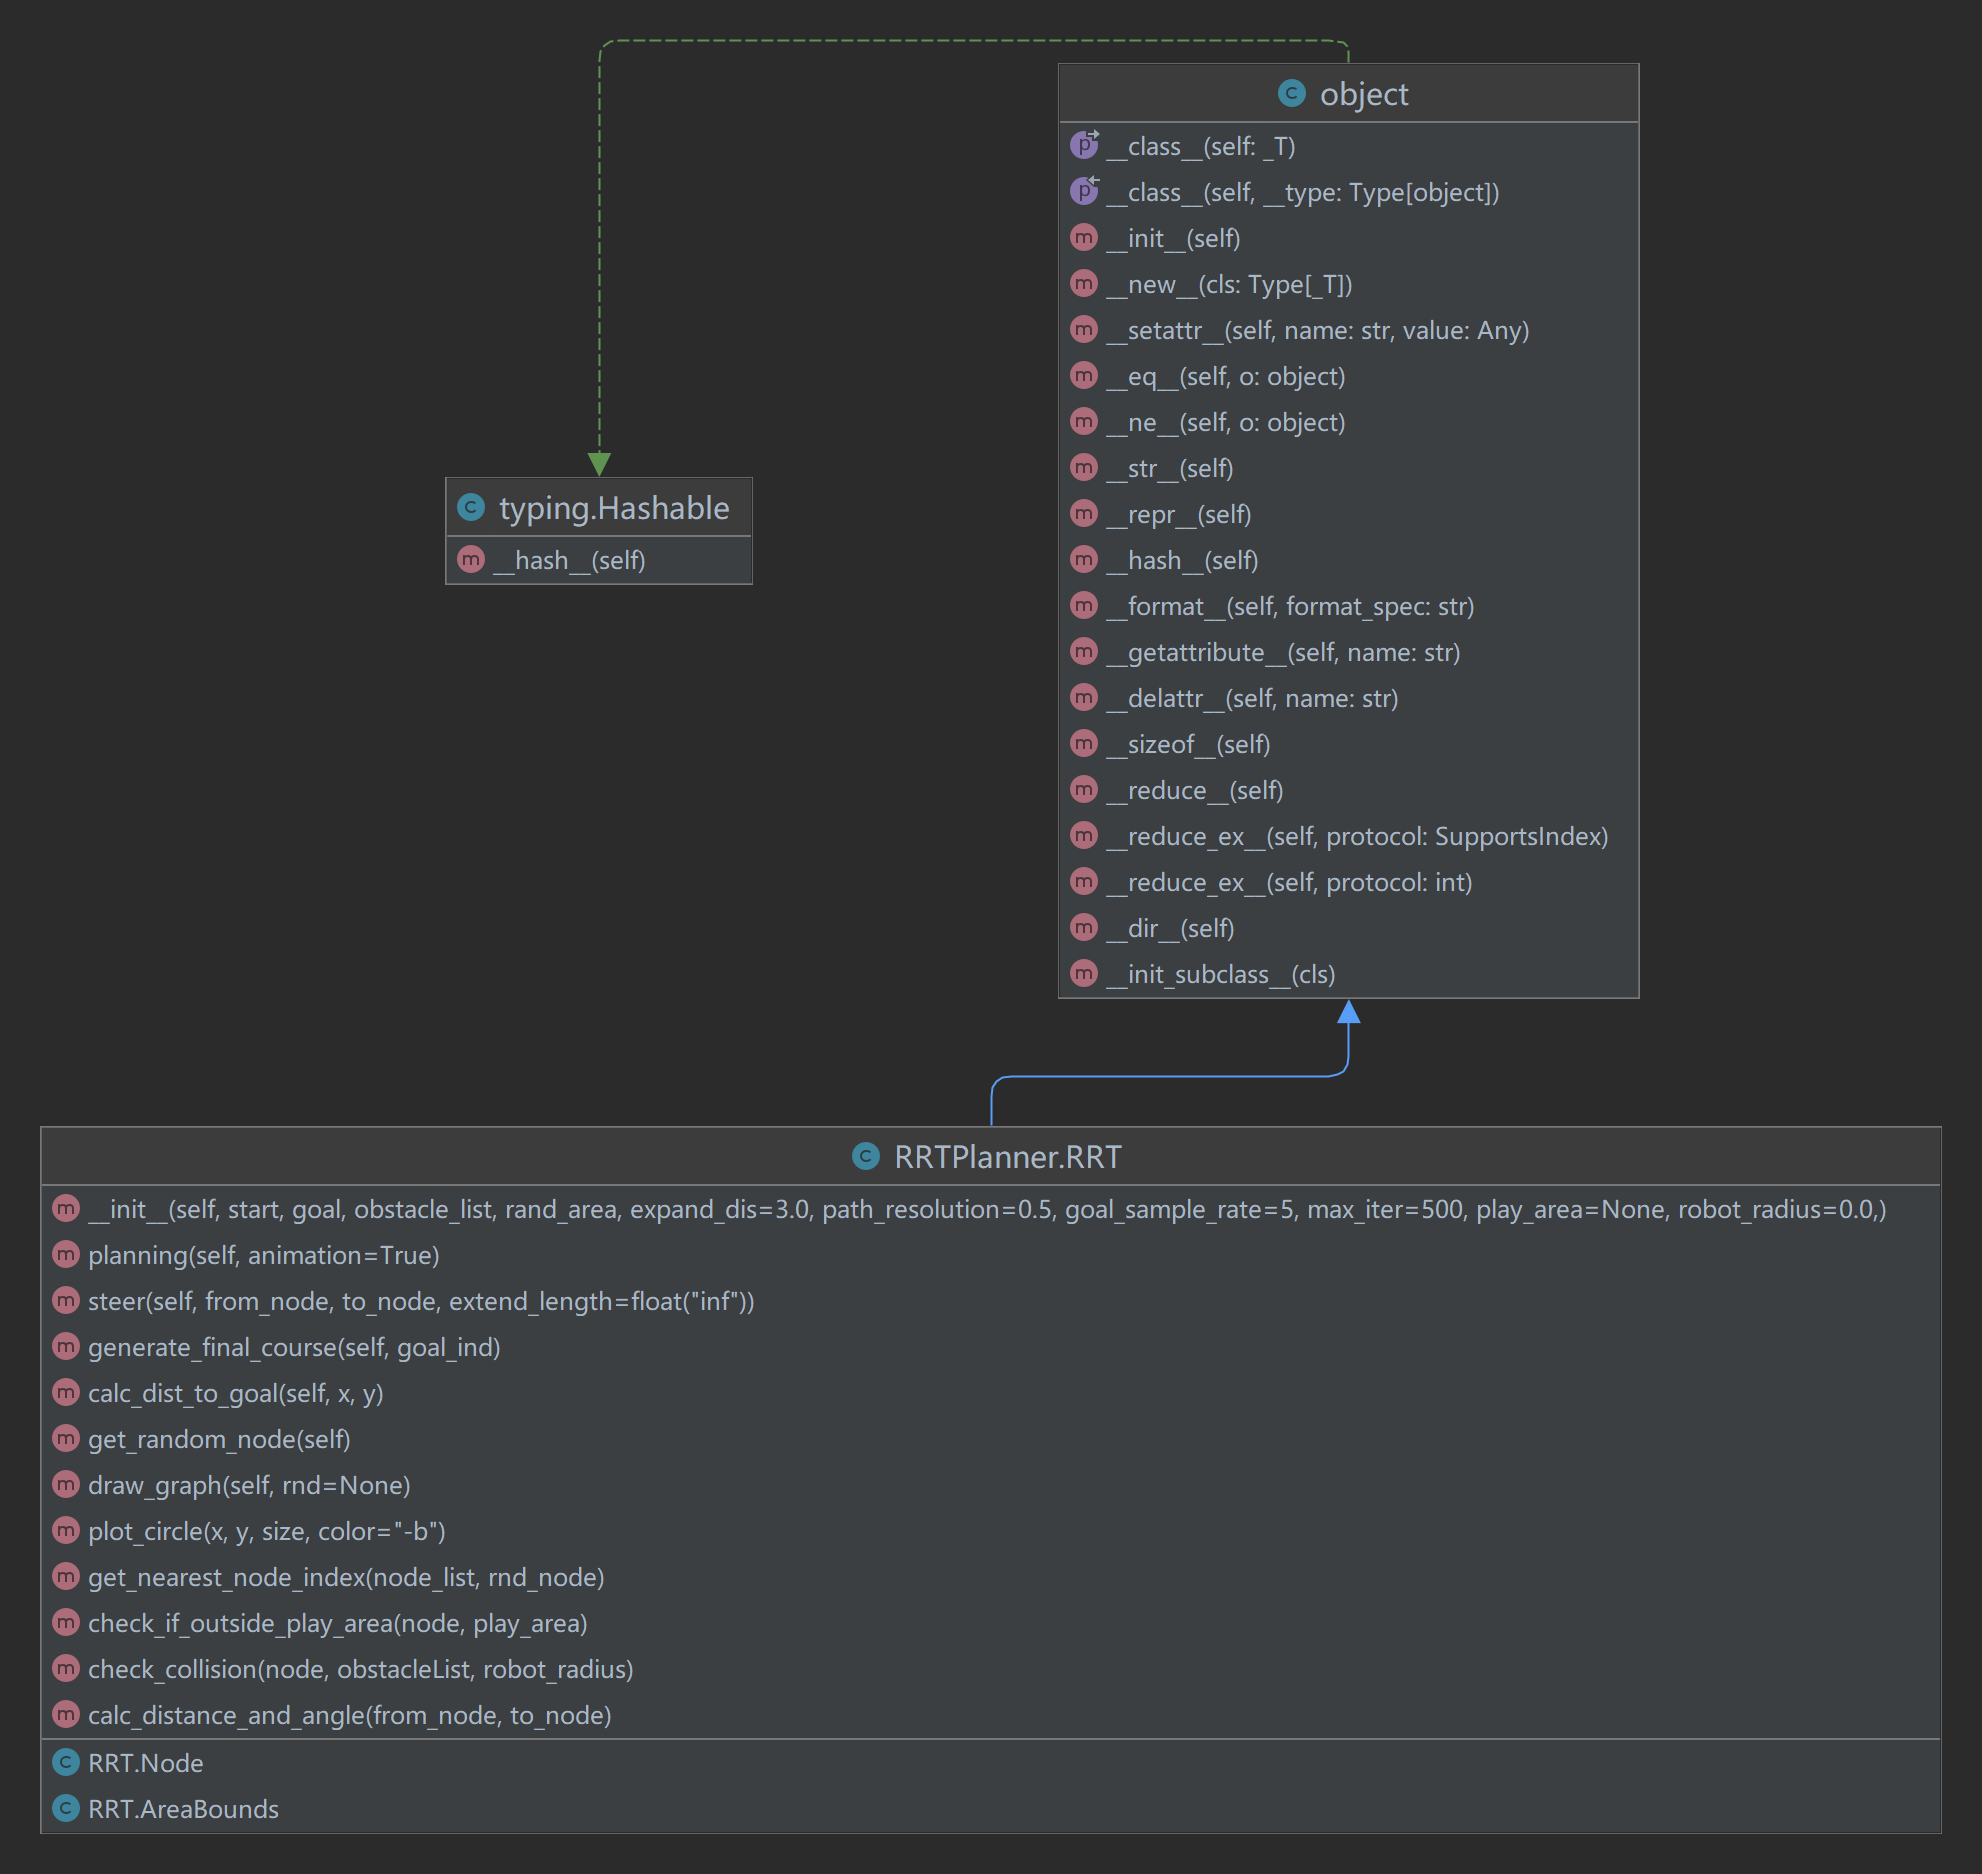 object
__class__(self: _T)
__class__(self, __type: Type[object])
__init__(self)
__new__(cls: Type[_T])
__setattr__(self, name: str, value: Any)
__eq__(self, o: object)
__ne__(self, o: object)
__str__(self)
__repr__(self)
__hash__(self)
__format__(self, format_spec: str)
__getattribute__(self, name: str)
__delattr__(self, name: str)
__sizeof__(self)
__reduce__(self)
__reduce_ex__(self, protocol: SupportsIndex)
__reduce_ex__(self, protocol: int)
__dir__(self)
__init_subclass__(cls)
typing.Hashable
__hash__(self)
RRTPlanner.RRT
__init__(self, start, goal, obstacle_list, rand_area, expand_dis=3.0, path_resolution=0.5, goal_sample_rate=5, max_iter=500, play_area=None, robot_radius=0.0,)
planning(self, animation=True)
steer(self, from_node, to_node, extend_length=float("inf"))
generate_final_course(self, goal_ind)
calc_dist_to_goal(self, x, y)
get_random_node(self)
draw_graph(self, rnd=None)
plot_circle(x, y, size, color="-b")
get_nearest_node_index(node_list, rnd_node)
check_if_outside_play_area(node, play_area)
check_collision(node, obstacleList, robot_radius)
calc_distance_and_angle(from_node, to_node)
RRT.Node
RRT.AreaBounds